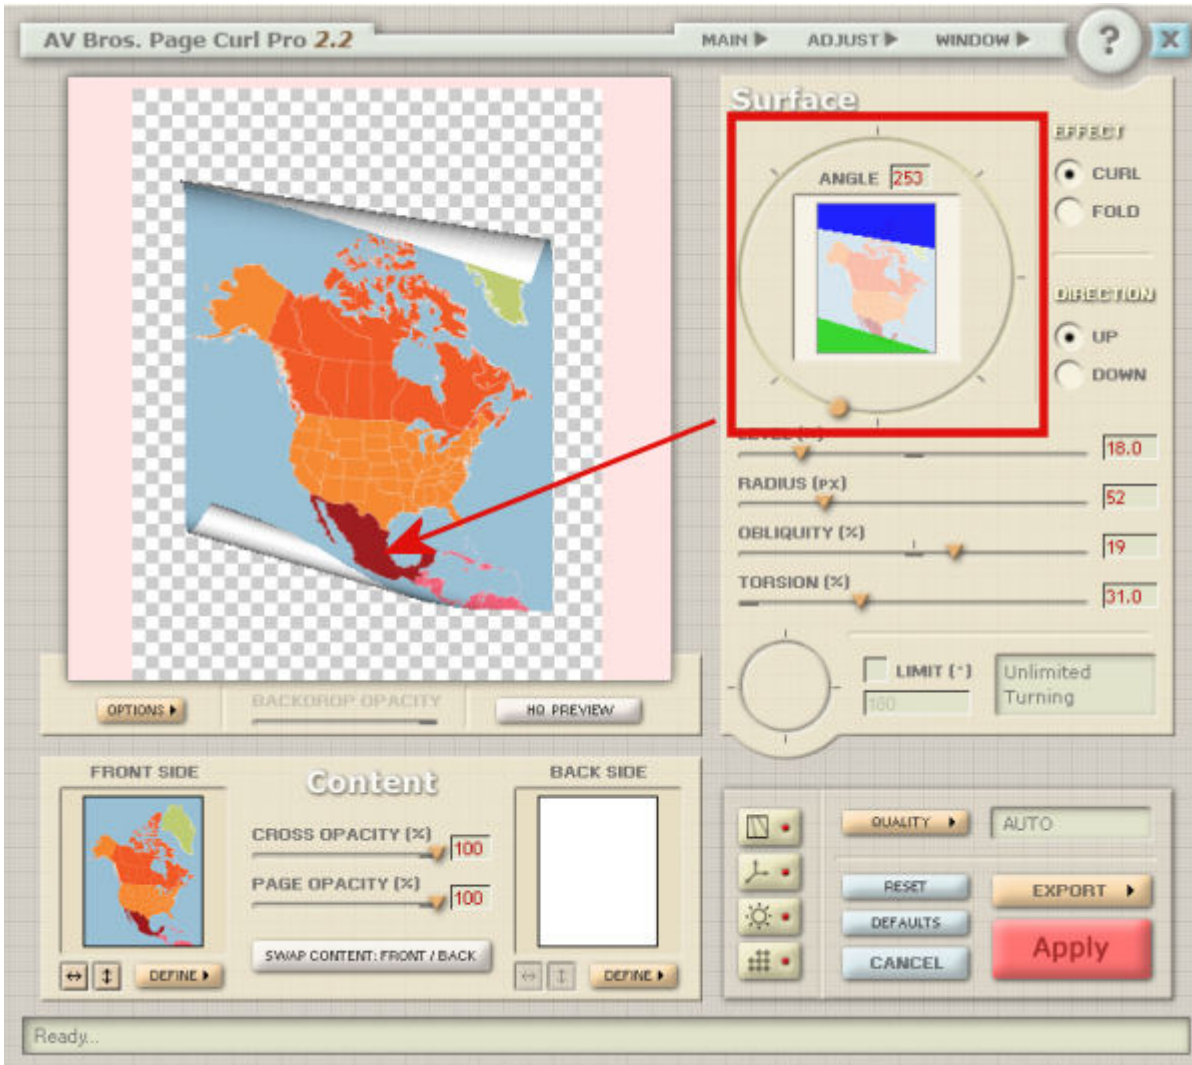 AV Bros. Page Curl Pro 2.2
MAIN
ADJUST
WINDOW
?
X
Surface
ANGLE 253
EFFECT
CURL
FOLD
DIRECTION
UP
DOWN
18.0
RADIUS (PX)
52
OBLIQUITY (%)
19
TORSION (%)
31.0
LIMIT (°)
180
Unlimited
Turning
OPTIONS
BACKDROP OPACITY
HQ PREVIEW
FRONT SIDE
Content
BACK SIDE
CROSS OPACITY (%)
100
PAGE OPACITY (%)
100
SWAP CONTENT: FRONT / BACK
DEFINE
DEFINE
QUALITY
AUTO
RESET
DEFAULTS
CANCEL
EXPORT
Apply
Ready...